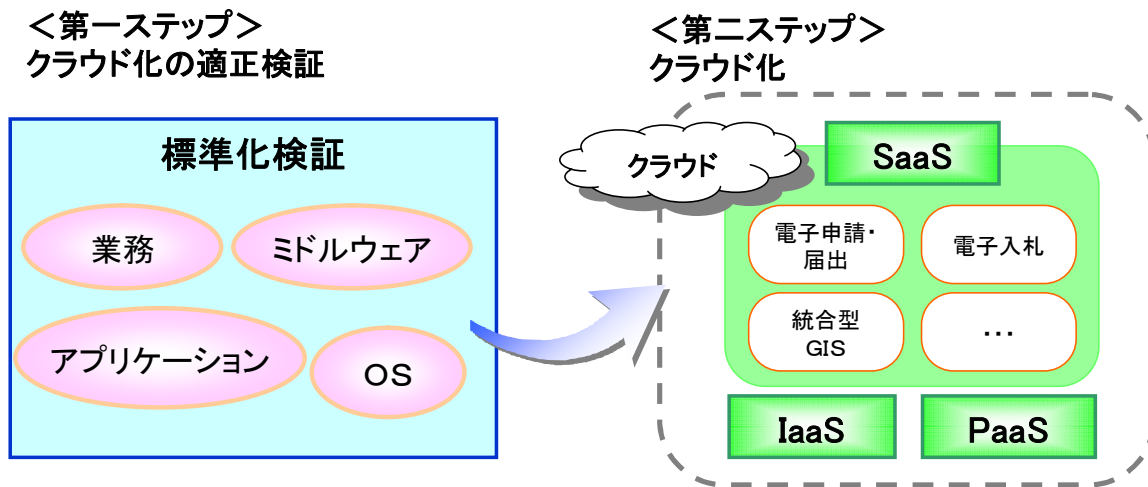 ＜第一ステップ＞
クラウド化の適正検証
標準化検証
業務
ミドルウェア
アプリケーション
OS
＜第二ステップ＞
クラウド化
クラウド
SaaS
電子申請・
届出
電子入札
統合型
GIS
…
IaaS
PaaS